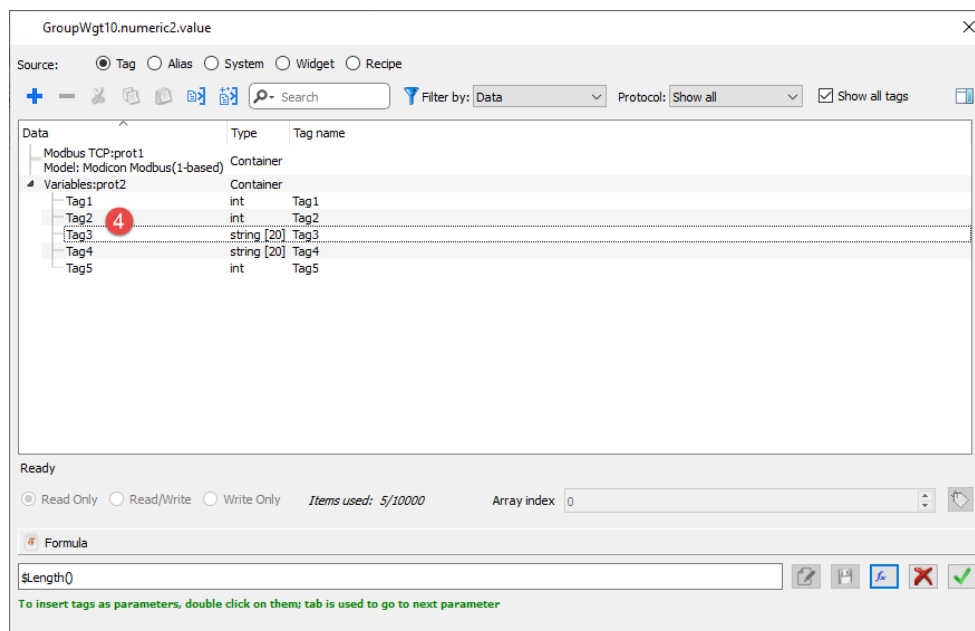 GroupWgt10.numeric2.value
Source: Tag Alias System Widget Recipe
Search Filter by: Data Protocol: Show all Show all tags
Data Type Tag name
Modbus TCP:prot1
Model: Modicon Modbus(1-based) Container
Variables:prot2 Container
Tag1 int Tag1
Tag2 int Tag2
4
Tag3 string [20] Tag3
Tag4 string [20] Tag4
Tag5 int Tag5
Ready
Read Only Read/Write Write Only Items used: 5/10000 Array index 0
Formula
$Length()
To insert tags as parameters, double click on them; tab is used to go to next parameter